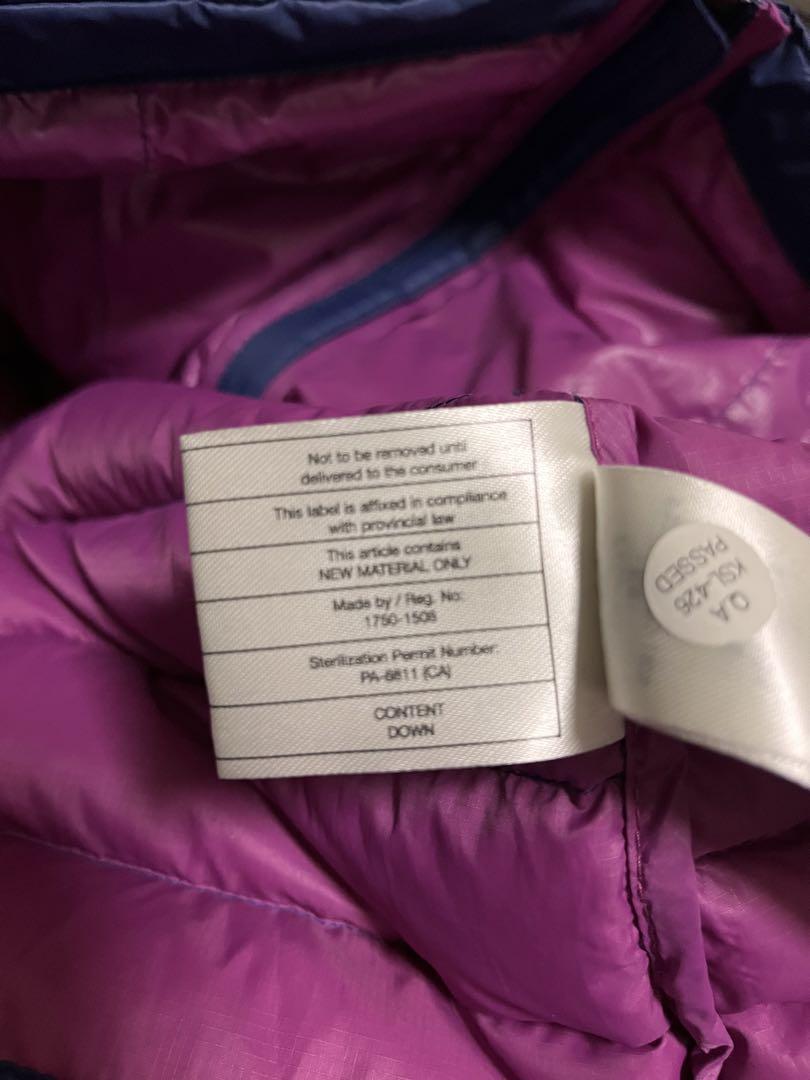 Not to be removed until
delivered to the consumer
This label is affixed in compliance
with provincial law
This article contains
NEW MATERIAL ONLY
Made by / Reg. No:
1750-1508
Sterilization Permit Number:
PA-8811 (CA)
CONTENT
DOWN
Q.A
KSL-426
PASSED